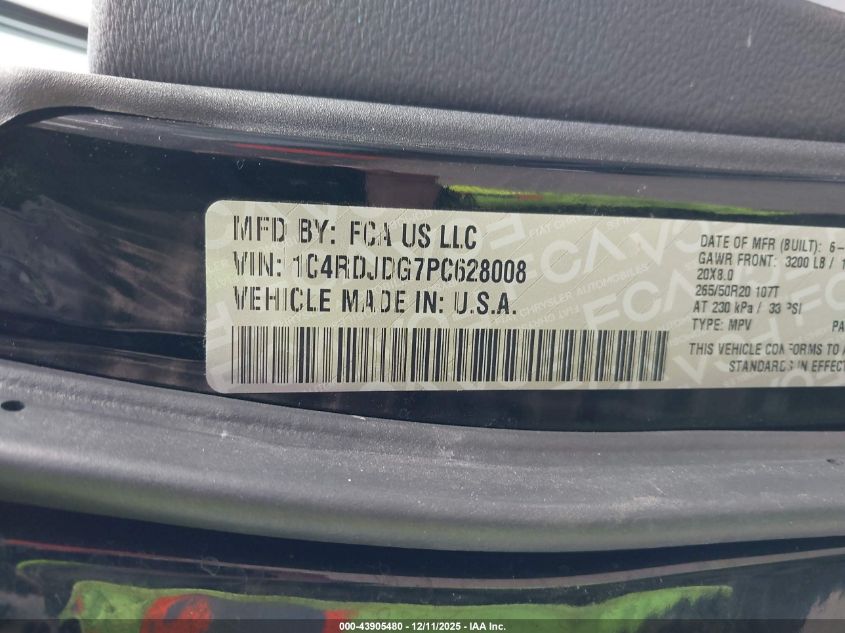 MFD BY: FCA US LLC
VIN: 1C4RDJDG7PC628008
VEHICLE MADE IN: U.S.A.
DATE OF MFR (BUILT): 6-
GAWR FRONT: 3200 LB / 1
20X8.0
265/50R20 107T
AT 230 kPa / 33 PSI
TYPE: MPV PA
THIS VEHICLE CONFORMS TO A
STANDARDS IN EFFECT
000-43905480 - 12/11/2025 - IAA Inc.